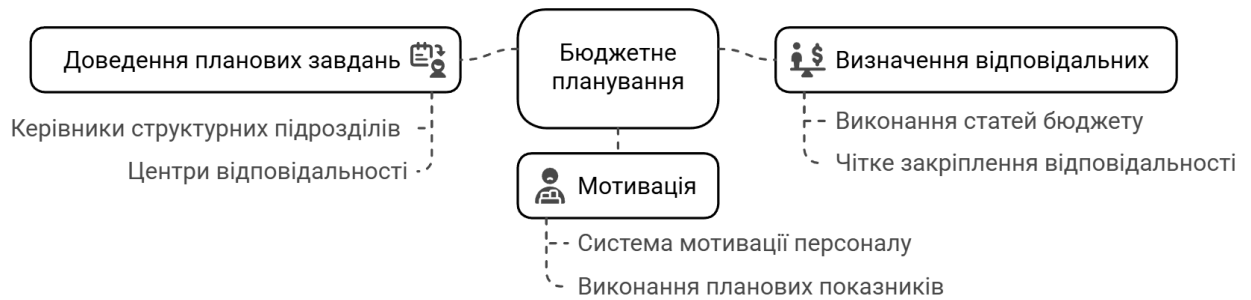 Бюджетне
планування
Доведення планових завдань
Керівники структурних підрозділів
Центри відповідальності
Визначення відповідальних
Виконання статей бюджету
Чітке закріплення відповідальності
Мотивація
Система мотивації персоналу
Виконання планових показників